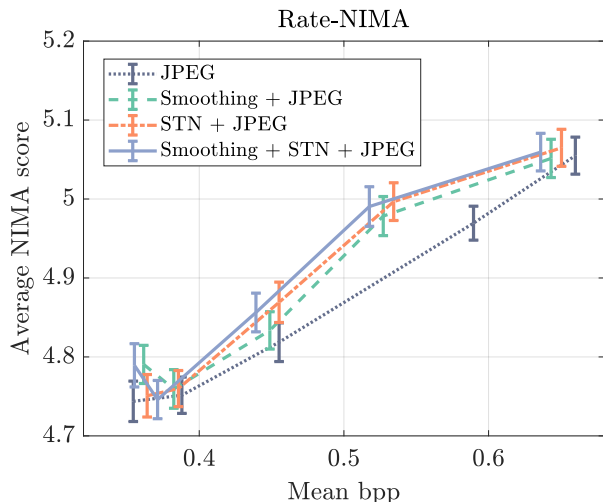 Rate-NIMA
5.2
5.1
5
4.9
4.8
4.7
Average NIMA score
JPEG
Smoothing + JPEG
STN + JPEG
Smoothing + STN + JPEG
0.4
0.5
0.6
Mean bpp